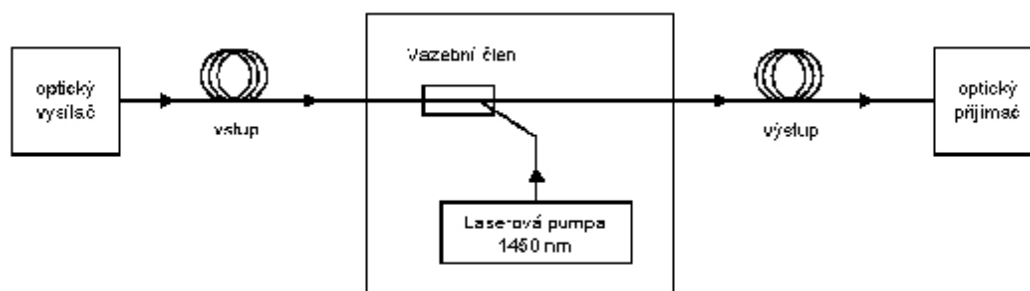 Vazební člen
optický
vysílač
vstup
výstup
optický
přijímač
Laserová pumpa
1450 nm